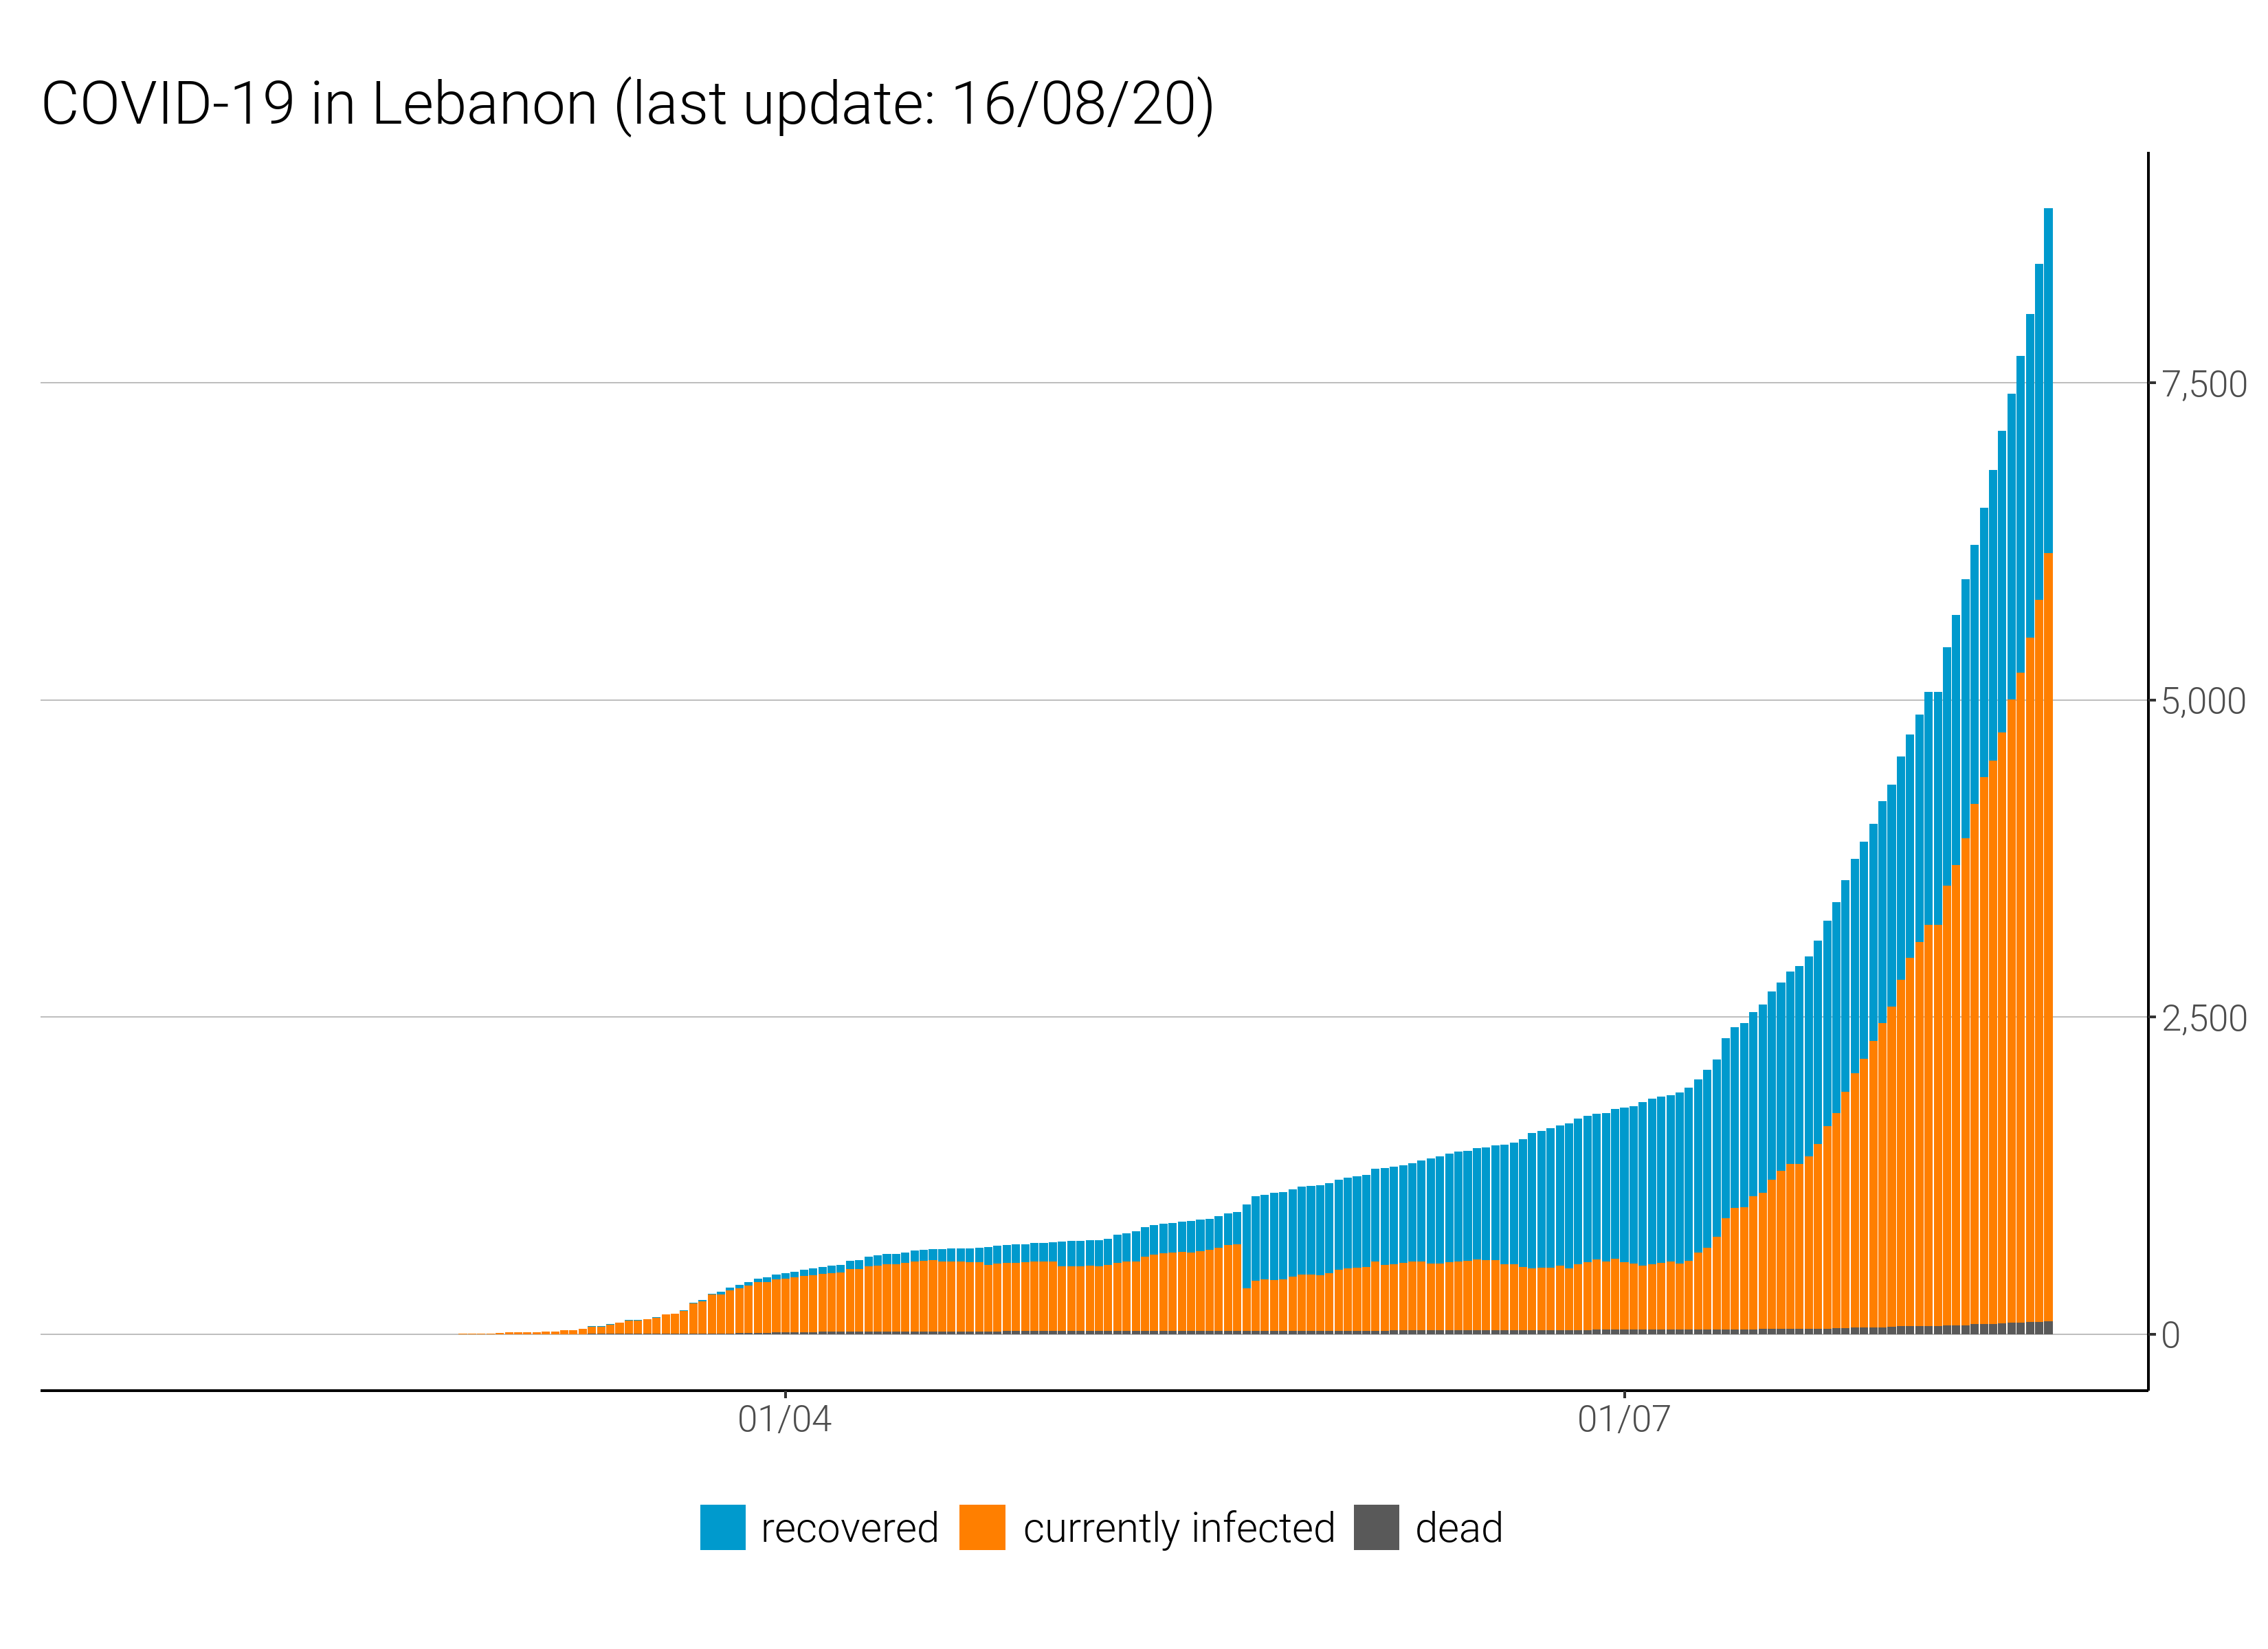 COVID-19 in Lebanon (last update: 16/08/20)
7,500
5,000
2,500
0
01/04 01/07
recovered currently infected dead